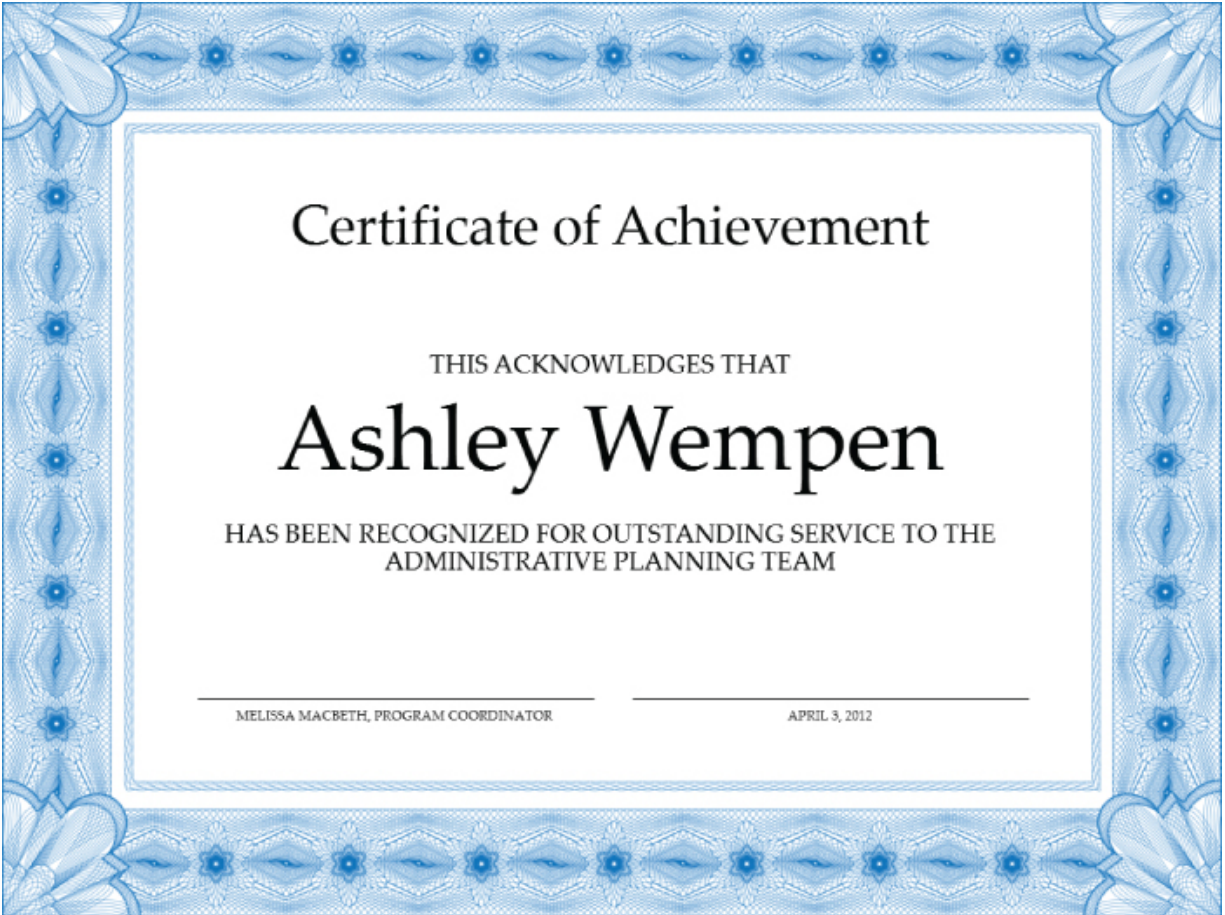 Certificate of Achievement
THIS ACKNOWLEDGES THAT
Ashley Wempen
HAS BEEN RECOGNIZED FOR OUTSTANDING SERVICE TO THE
ADMINISTRATIVE PLANNING TEAM
MELISSA MACBETH, PROGRAM COORDINATOR
APRIL 3, 2012